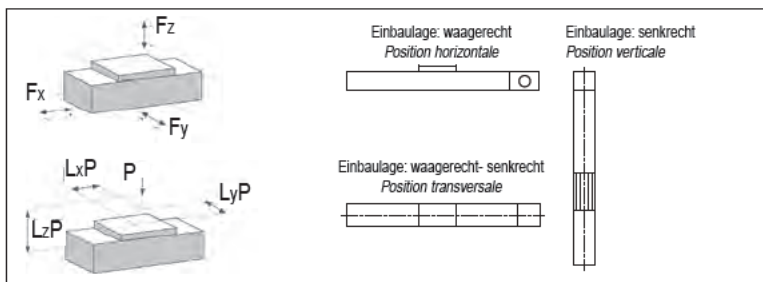 Fz
Fx
Fy
LxP
P
LyP
LzP
Einbaulage: waagerecht
Position horizontale
Einbaulage: senkrecht
Position verticale
Einbaulage: waagerecht- senkrecht
Position transversale